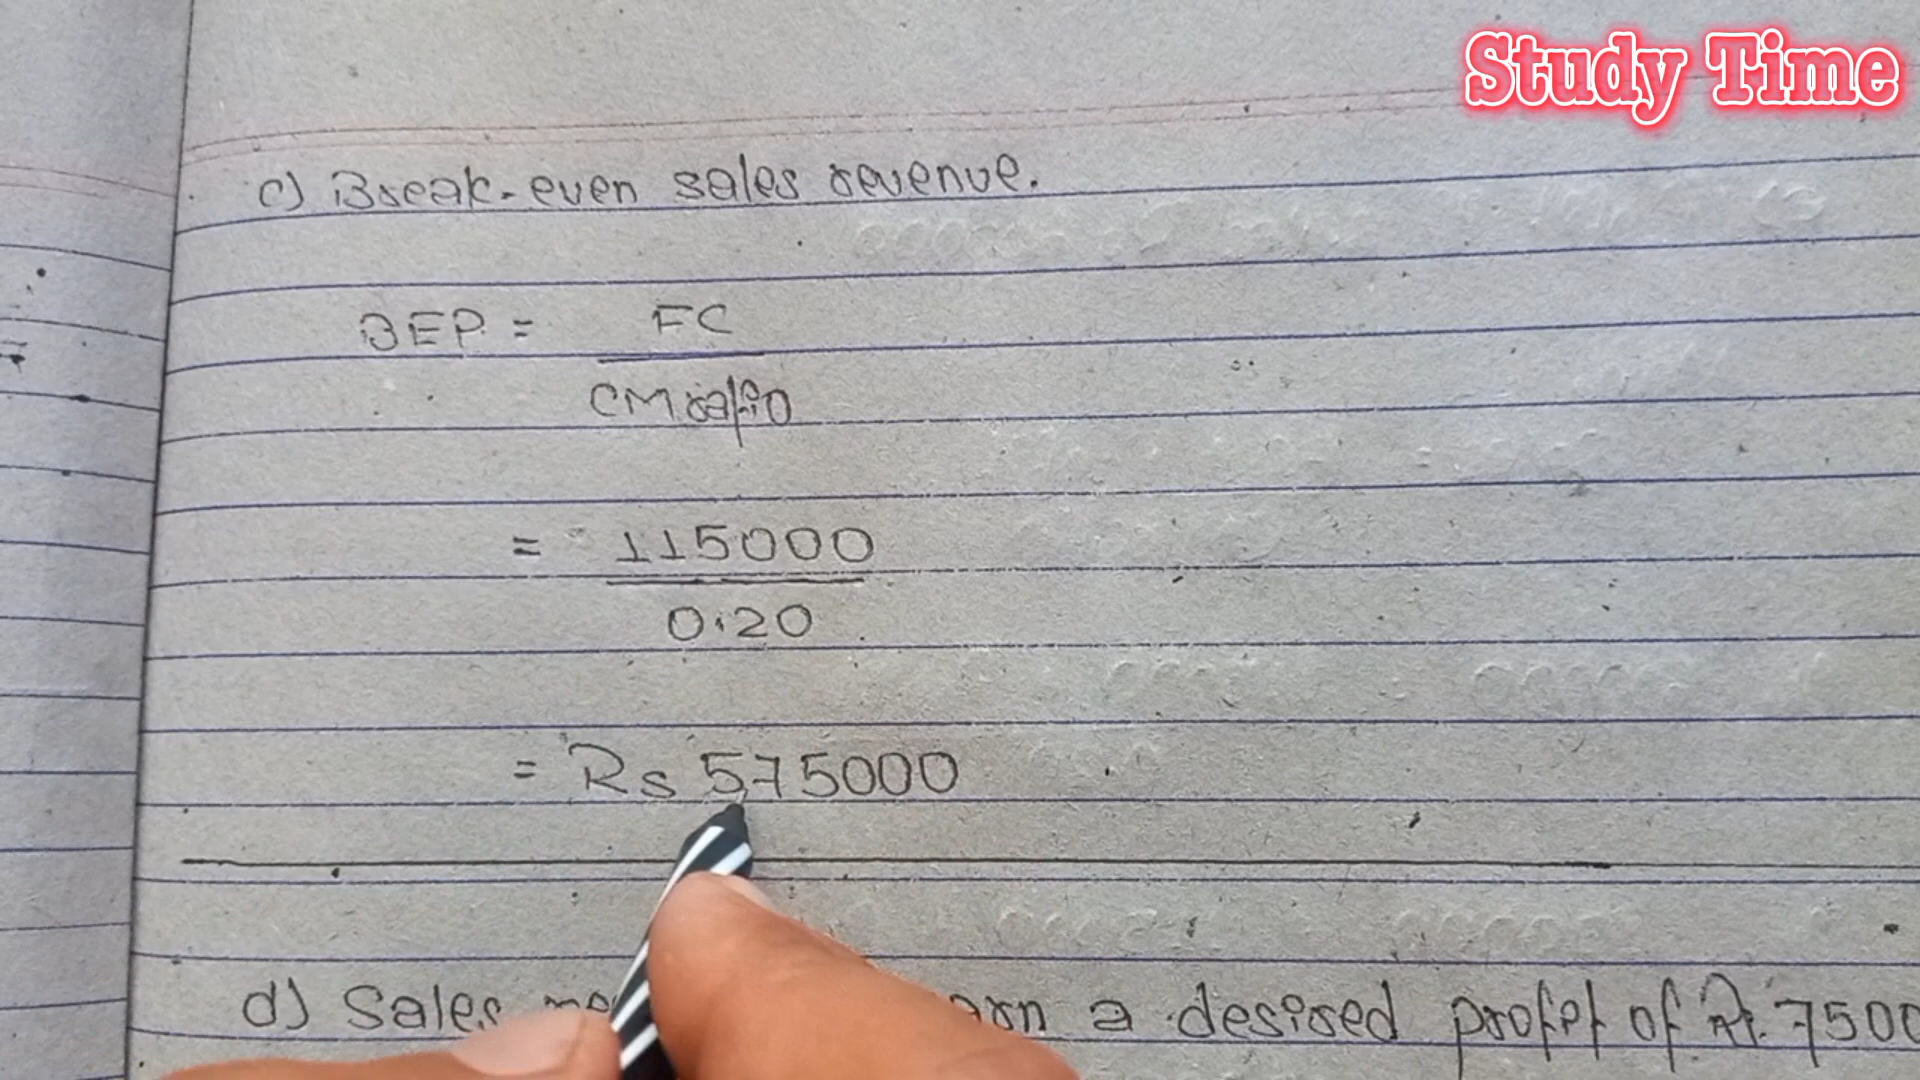 Study Time
c) Break-even sales revenue.
BEP = FC
CM ratio
= 115000
0.20
= Rs 575000
d) Sales a desired profit of Rs. 7500